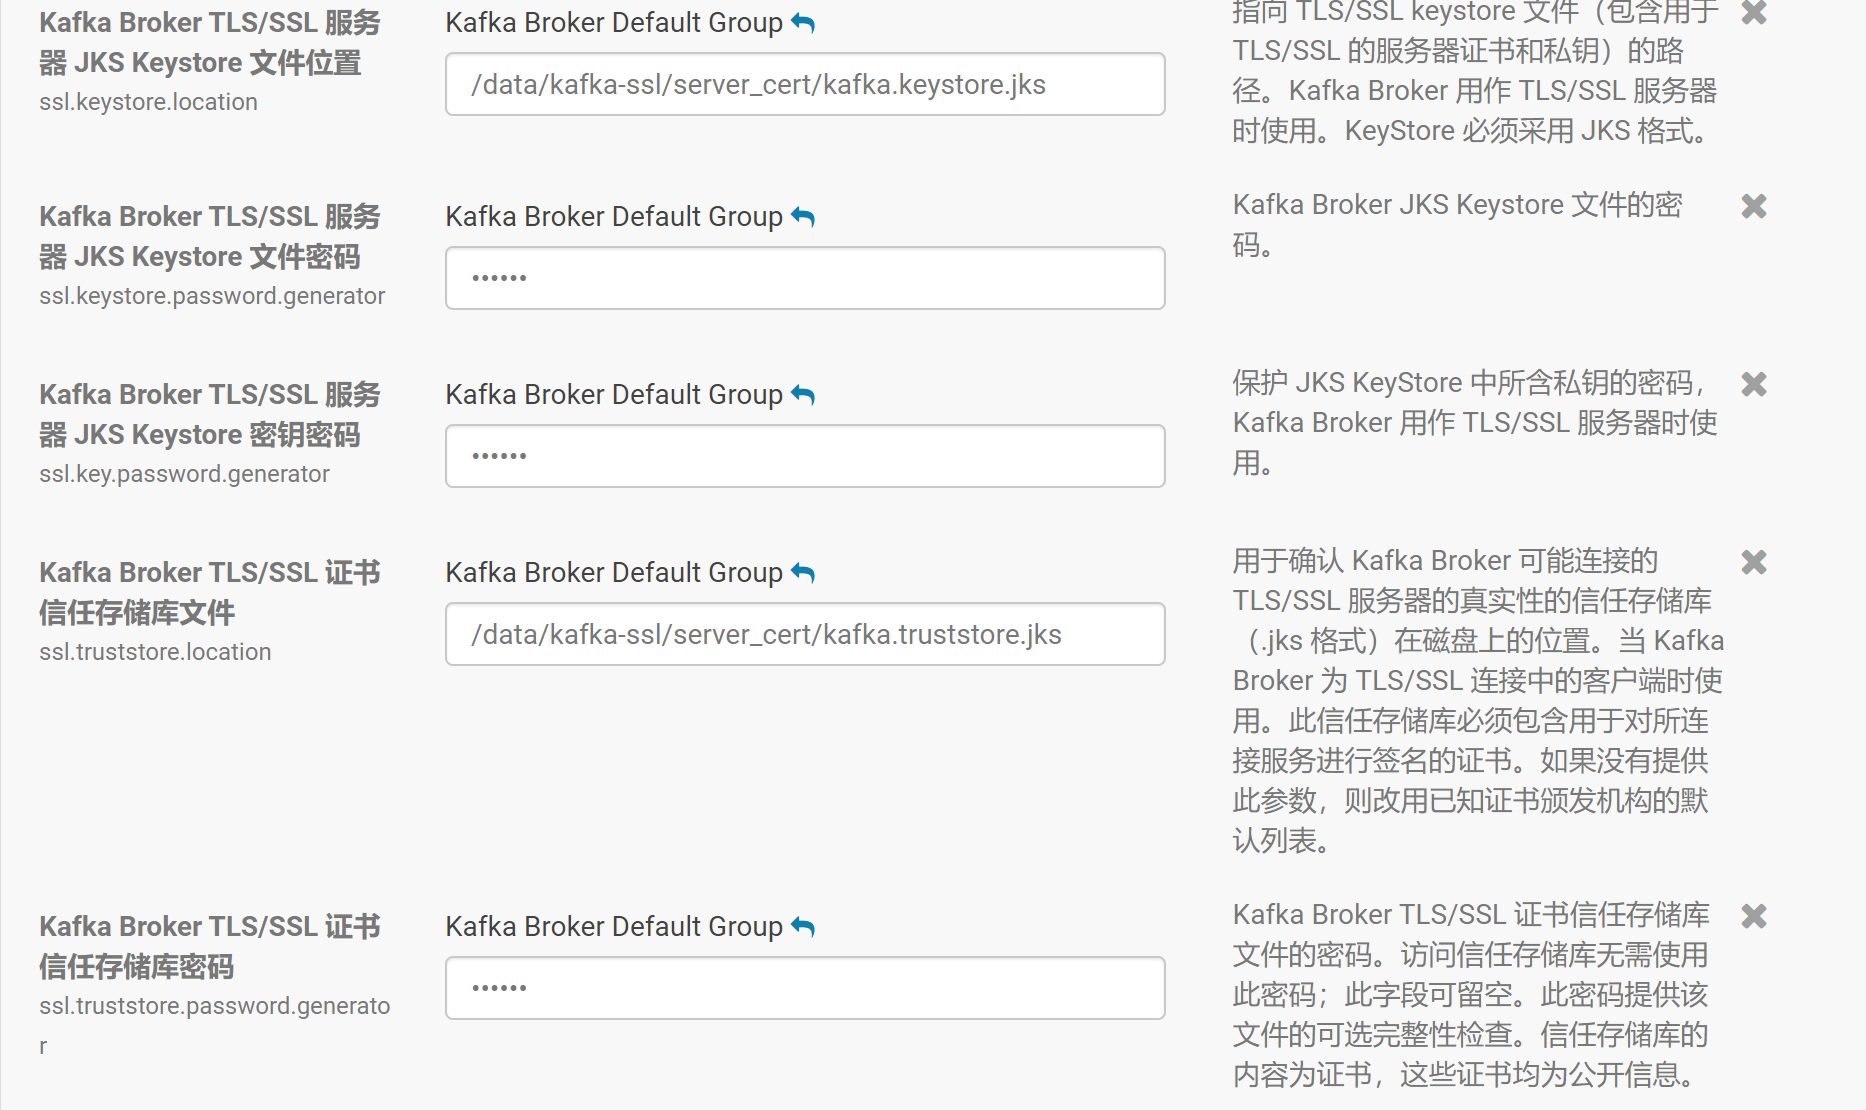 Kafka Broker TLS/SSL 服务
器 JKS Keystore 文件位置
ssl.keystore.location
Kafka Broker Default Group
/data/kafka-ssl/server_cert/kafka.keystore.jks
指向 TLS/SSL keystore 文件（包含用于
TLS/SSL 的服务器证书和私钥）的路
径。Kafka Broker 用作 TLS/SSL 服务器
时使用。KeyStore 必须采用 JKS 格式。
Kafka Broker TLS/SSL 服务
器 JKS Keystore 文件密码
ssl.keystore.password.generator
Kafka Broker Default Group
••••••
Kafka Broker JKS Keystore 文件的密
码。
Kafka Broker TLS/SSL 服务
器 JKS Keystore 密钥密码
ssl.key.password.generator
Kafka Broker Default Group
••••••
保护 JKS KeyStore 中所含私钥的密码，
Kafka Broker 用作 TLS/SSL 服务器时使
用。
Kafka Broker TLS/SSL 证书
信任存储库文件
ssl.truststore.location
Kafka Broker Default Group
/data/kafka-ssl/server_cert/kafka.truststore.jks
用于确认 Kafka Broker 可能连接的
TLS/SSL 服务器的真实性的信任存储库
（.jks 格式）在磁盘上的位置。当 Kafka
Broker 为 TLS/SSL 连接中的客户端时使
用。此信任存储库必须包含用于对所连
接服务进行签名的证书。如果没有提供
此参数，则改用已知证书颁发机构的默
认列表。
Kafka Broker TLS/SSL 证书
信任存储库密码
ssl.truststore.password.generato
r
Kafka Broker Default Group
••••••
Kafka Broker TLS/SSL 证书信任存储库
文件的密码。访问信任存储库无需使用
此密码；此字段可留空。此密码提供该
文件的可选完整性检查。信任存储库的
内容为证书，这些证书均为公开信息。